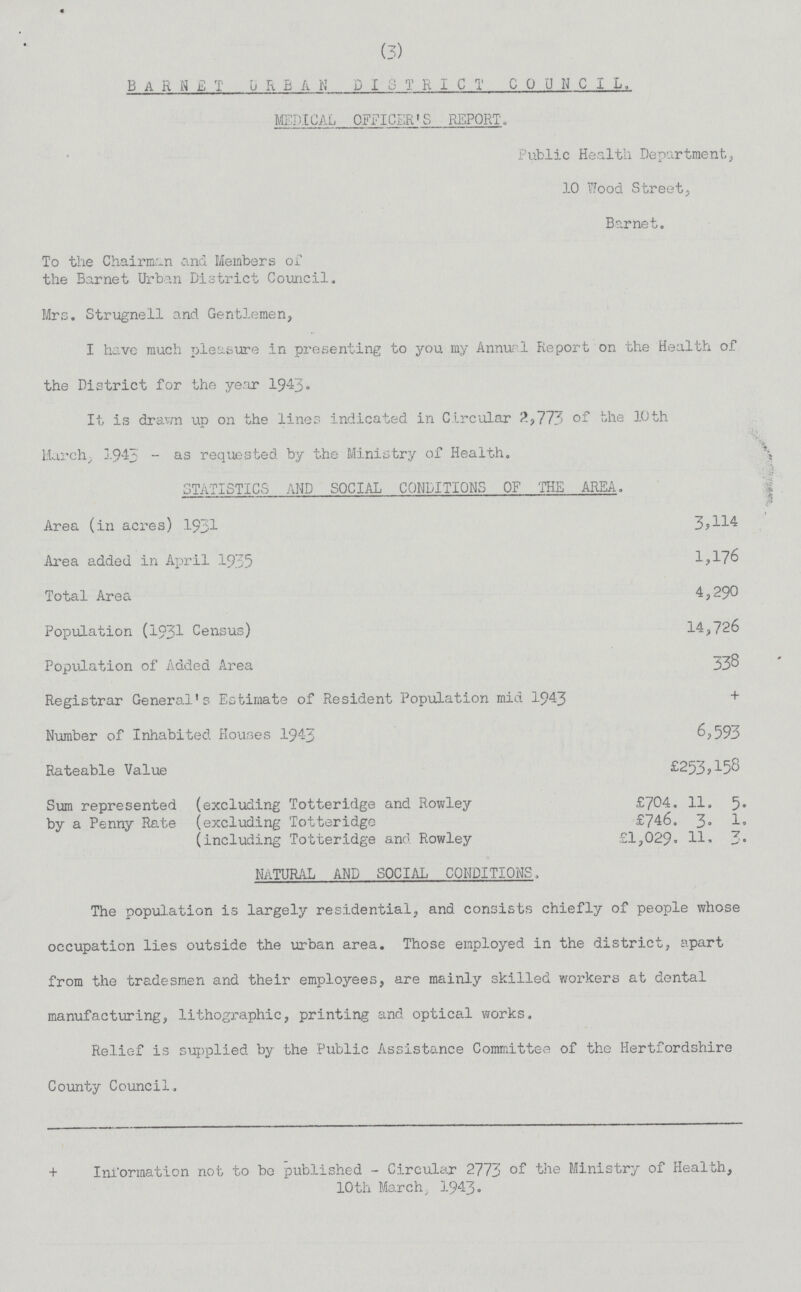 (3)
BARNET URBAN DISTRICT COUNCIL.
MEDICAL OFFICER'S REPORT.
Public Health Department,
10 Wood Street,
Barnet.
To the Chairman and Members of
the Barnet Urban District Council.
Mrs. Strugnell and Gentlemen,
I have much pleasure in presenting to you my Annual Report on the Health of
the District for the year 1943.
It is drawn up on the lines indicated in Circular 2,773 of the 10th
March, 1943 - as requested by the Ministry of Health.
STATISTICS AND SOCIAL CONDITIONS OF THE AREA.
Area (in acres) 1931 3,114
Area added in April 1935 1,176
Total Area 4,290
Population (1931 Census) 14,726
Population of Added Area 338
Registrar General's Estimate of Resident Population mid 1943 +
Number of Inhabited Houses 1943 6,593
Rateable Value £253,158
Sum represented (excluding Totteridge and Rowley £704. 11. 5.
by a Penny Rate (excluding Totteridge £746. 3. 1.
(including Totteridge and Rowley £1,029. 11. 3.
NATURAL AND SOCIAL CONDITIONS.
The population is largely residential, and consists chiefly of people whose
occupation lies outside the urban area. Those employed in the district, apart
from the tradesmen and their employees, are mainly skilled workers at dental
manufacturing, lithographic, printing and optical works.
Relief is supplied by the Public Assistance Committee of the Hertfordshire
County Council.
+ Information not to be published - Circular 2773 of the Ministry of Health,
10th March, 1943.